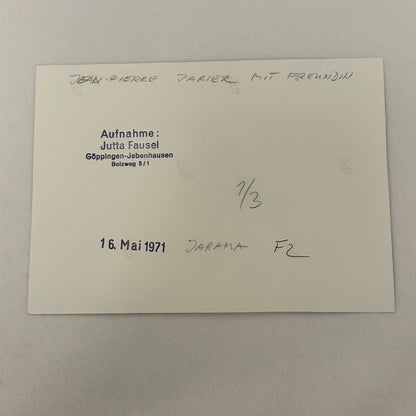 JEAN-PIERRE JARIER MIT FREUNDIN
Aufnahme:
Jutta Fausel
Göppingen-Jebenhausen
Bolzweg 5/1
1/3
16. Mai 1971 JARAMA F2